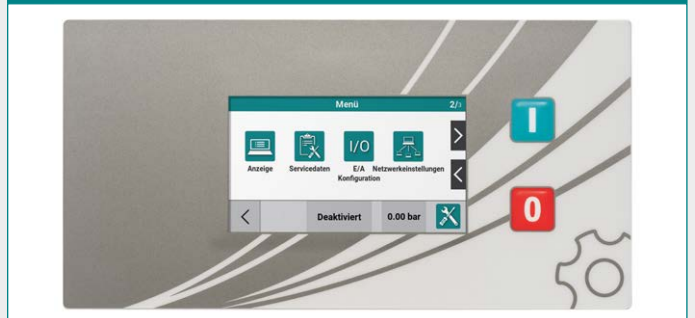 Menü 2/3
I/O
Anzeige Servicedaten E/A Konfiguration Netzwerkeinstellungen
Deaktiviert 0.00 bar
I
0